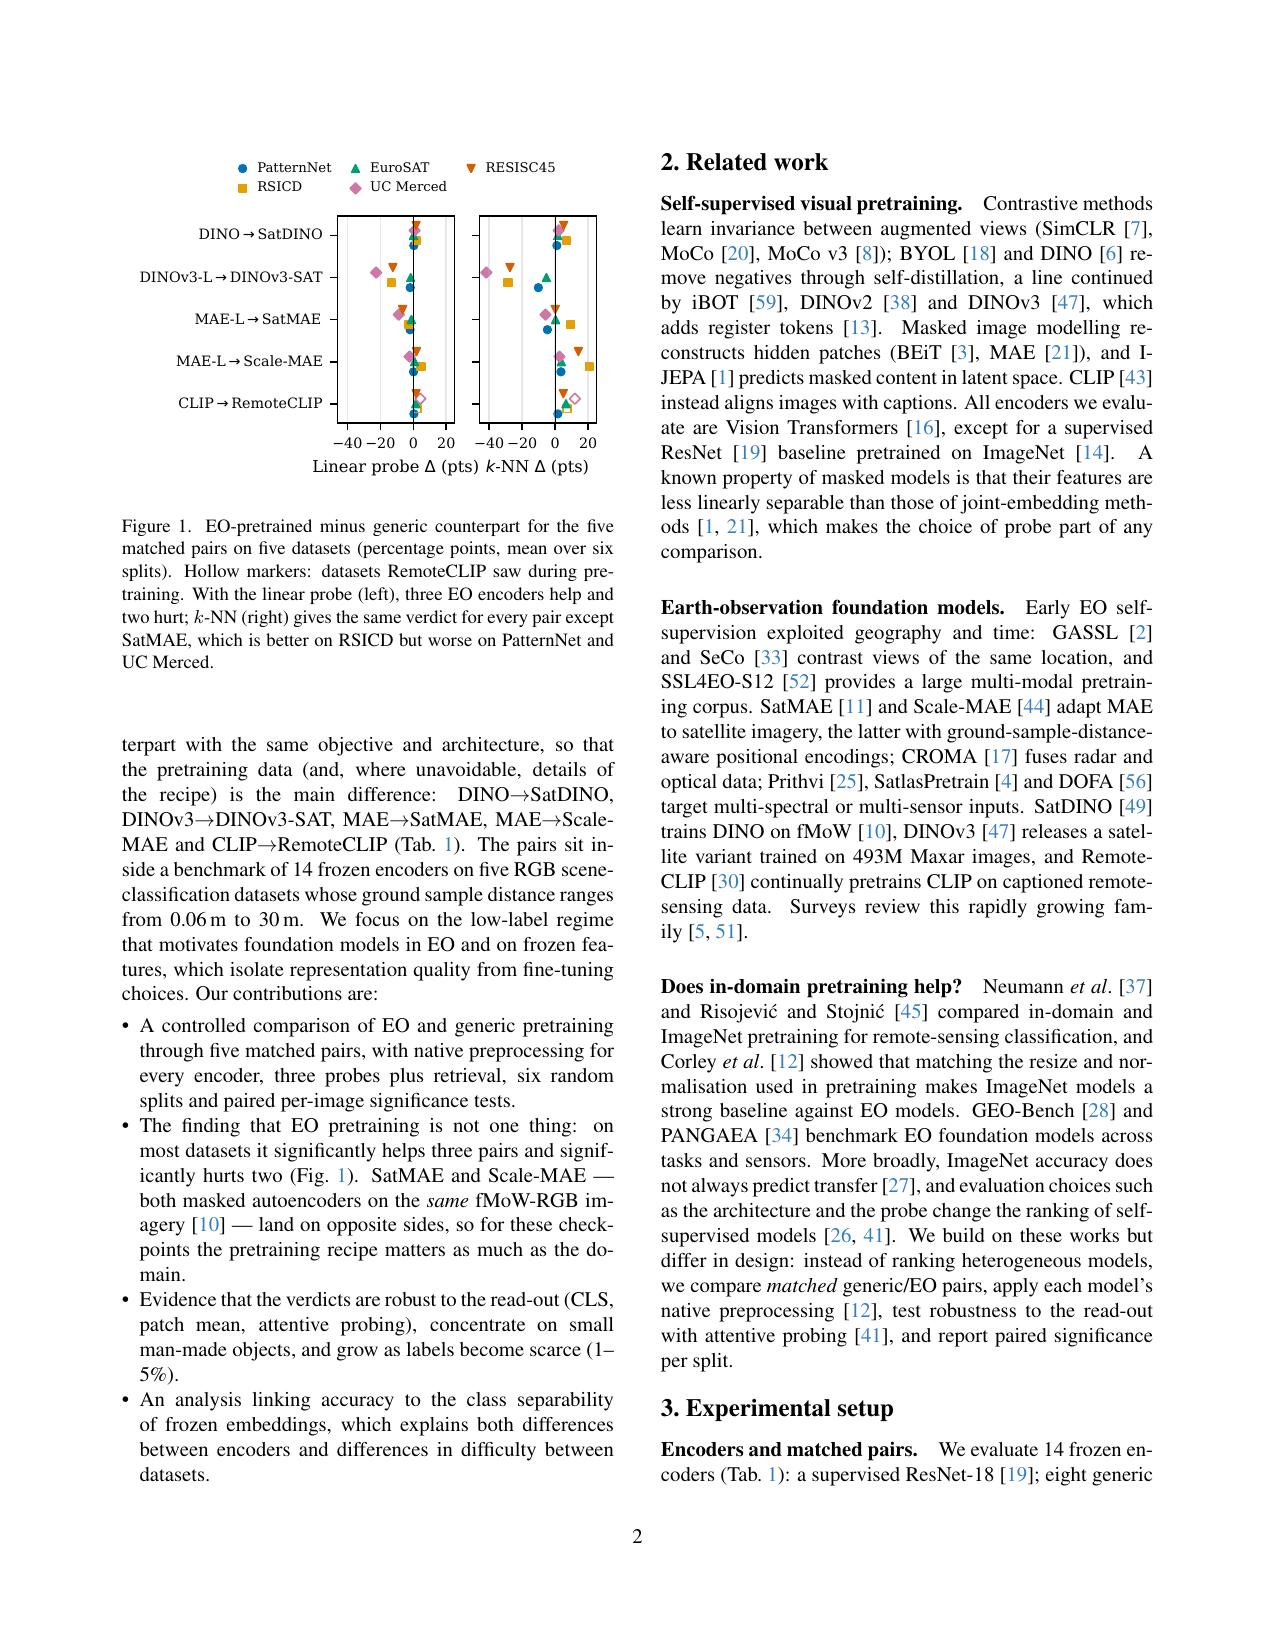 PatternNet EuroSAT RESISC45
RSICD UC Merced
DINO→SatDINO
DINOv3-L→DINOv3-SAT
MAE-L→SatMAE
MAE-L→Scale-MAE
CLIP→RemoteCLIP
−40 −20 0 20 −40 −20 0 20
Linear probe Δ (pts) k-NN Δ (pts)
Figure 1. EO-pretrained minus generic counterpart for the five
matched pairs on five datasets (percentage points, mean over six
splits). Hollow markers: datasets RemoteCLIP saw during pre-
training. With the linear probe (left), three EO encoders help and
two hurt; k-NN (right) gives the same verdict for every pair except
SatMAE, which is better on RSICD but worse on PatternNet and
UC Merced.
terpart with the same objective and architecture, so that
the pretraining data (and, where unavoidable, details of
the recipe) is the main difference: DINO→SatDINO,
DINOv3→DINOv3-SAT, MAE→SatMAE, MAE→Scale-
MAE and CLIP→RemoteCLIP (Tab. 1). The pairs sit in-
side a benchmark of 14 frozen encoders on five RGB scene-
classification datasets whose ground sample distance ranges
from 0.06 m to 30 m. We focus on the low-label regime
that motivates foundation models in EO and on frozen fea-
tures, which isolate representation quality from fine-tuning
choices. Our contributions are:
• A controlled comparison of EO and generic pretraining
through five matched pairs, with native preprocessing for
every encoder, three probes plus retrieval, six random
splits and paired per-image significance tests.
• The finding that EO pretraining is not one thing: on
most datasets it significantly helps three pairs and signif-
icantly hurts two (Fig. 1). SatMAE and Scale-MAE —
both masked autoencoders on the same fMoW-RGB im-
agery [10] — land on opposite sides, so for these check-
points the pretraining recipe matters as much as the do-
main.
• Evidence that the verdicts are robust to the read-out (CLS,
patch mean, attentive probing), concentrate on small
man-made objects, and grow as labels become scarce (1–
5%).
• An analysis linking accuracy to the class separability
of frozen embeddings, which explains both differences
between encoders and differences in difficulty between
datasets.
2. Related work
Self-supervised visual pretraining. Contrastive methods
learn invariance between augmented views (SimCLR [7],
MoCo [20], MoCo v3 [8]); BYOL [18] and DINO [6] re-
move negatives through self-distillation, a line continued
by iBOT [59], DINOv2 [38] and DINOv3 [47], which
adds register tokens [13]. Masked image modelling re-
constructs hidden patches (BEiT [3], MAE [21]), and I-
JEPA [1] predicts masked content in latent space. CLIP [43]
instead aligns images with captions. All encoders we evalu-
ate are Vision Transformers [16], except for a supervised
ResNet [19] baseline pretrained on ImageNet [14]. A
known property of masked models is that their features are
less linearly separable than those of joint-embedding meth-
ods [1, 21], which makes the choice of probe part of any
comparison.
Earth-observation foundation models. Early EO self-
supervision exploited geography and time: GASSL [2]
and SeCo [33] contrast views of the same location, and
SSL4EO-S12 [52] provides a large multi-modal pretrain-
ing corpus. SatMAE [11] and Scale-MAE [44] adapt MAE
to satellite imagery, the latter with ground-sample-distance-
aware positional encodings; CROMA [17] fuses radar and
optical data; Prithvi [25], SatlasPretrain [4] and DOFA [56]
target multi-spectral or multi-sensor inputs. SatDINO [49]
trains DINO on fMoW [10], DINOv3 [47] releases a satel-
lite variant trained on 493M Maxar images, and Remote-
CLIP [30] continually pretrains CLIP on captioned remote-
sensing data. Surveys review this rapidly growing fam-
ily [5, 51].
Does in-domain pretraining help? Neumann et al. [37]
and Risojević and Stojnić [45] compared in-domain and
ImageNet pretraining for remote-sensing classification, and
Corley et al. [12] showed that matching the resize and nor-
malisation used in pretraining makes ImageNet models a
strong baseline against EO models. GEO-Bench [28] and
PANGAEA [34] benchmark EO foundation models across
tasks and sensors. More broadly, ImageNet accuracy does
not always predict transfer [27], and evaluation choices such
as the architecture and the probe change the ranking of self-
supervised models [26, 41]. We build on these works but
differ in design: instead of ranking heterogeneous models,
we compare matched generic/EO pairs, apply each model's
native preprocessing [12], test robustness to the read-out
with attentive probing [41], and report paired significance
per split.
3. Experimental setup
Encoders and matched pairs. We evaluate 14 frozen en-
coders (Tab. 1): a supervised ResNet-18 [19]; eight generic
2